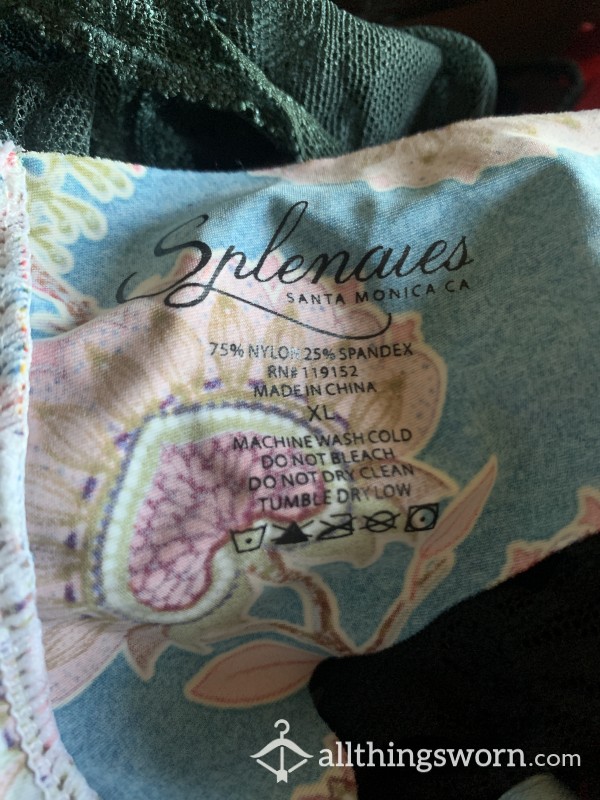 Splendies
SANTA MONICA CA
75% NYLON 25% SPANDEX
RN# 119152
MADE IN CHINA
XL
MACHINE WASH COLD
DO NOT BLEACH
DO NOT DRY CLEAN
TUMBLE DRY LOW
allthingsworn.com